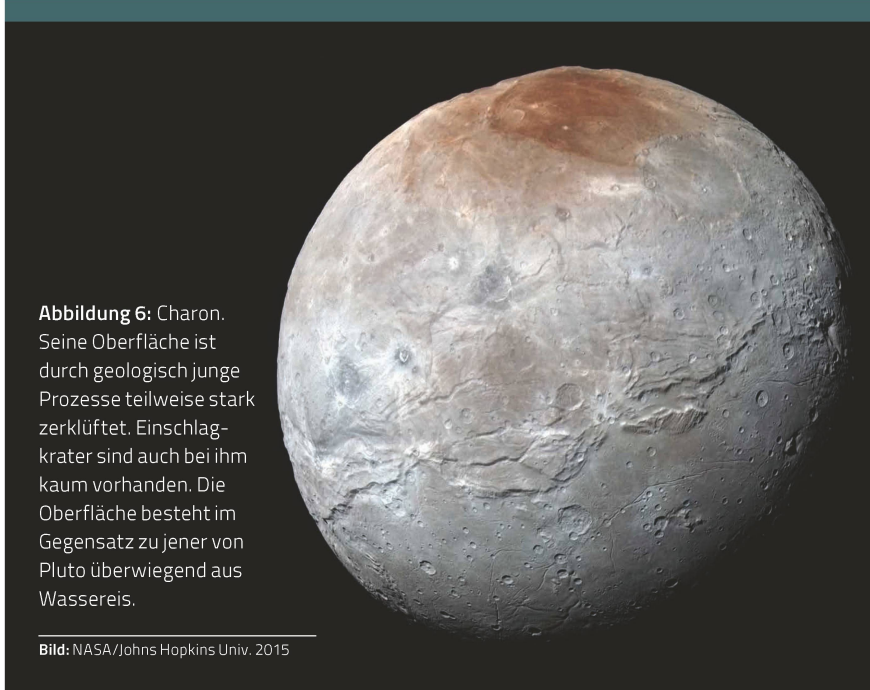 Abbildung 6: Charon.
Seine Oberfläche ist
durch geologisch junge
Prozesse teilweise stark
zerklüftet. Einschlag-
krater sind auch bei ihm
kaum vorhanden. Die
Oberfläche besteht im
Gegensatz zu jener von
Pluto überwiegend aus
Wassereis.
Bild: NASA/Johns Hopkins Univ. 2015